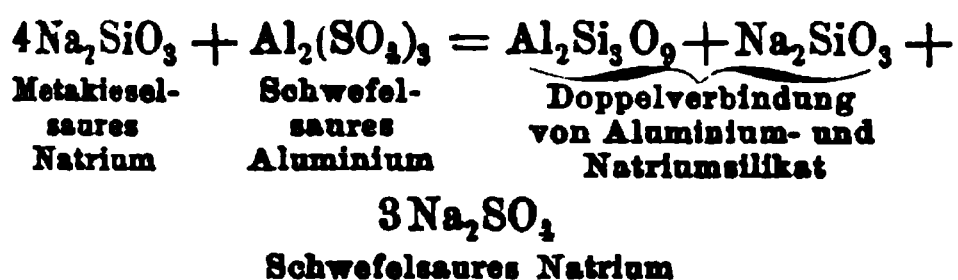 4Na₂SiO₃ + Al₂(SO₄)₃ = Al₂Si₃O₉ + Na₂SiO₃ +
Metakiesel- Schwefel- Doppelverbindung
saures saures von Aluminium- und
Natrium Aluminium Natriumsilikat
3Na₂SO₄
Schwefelsaures Natrium